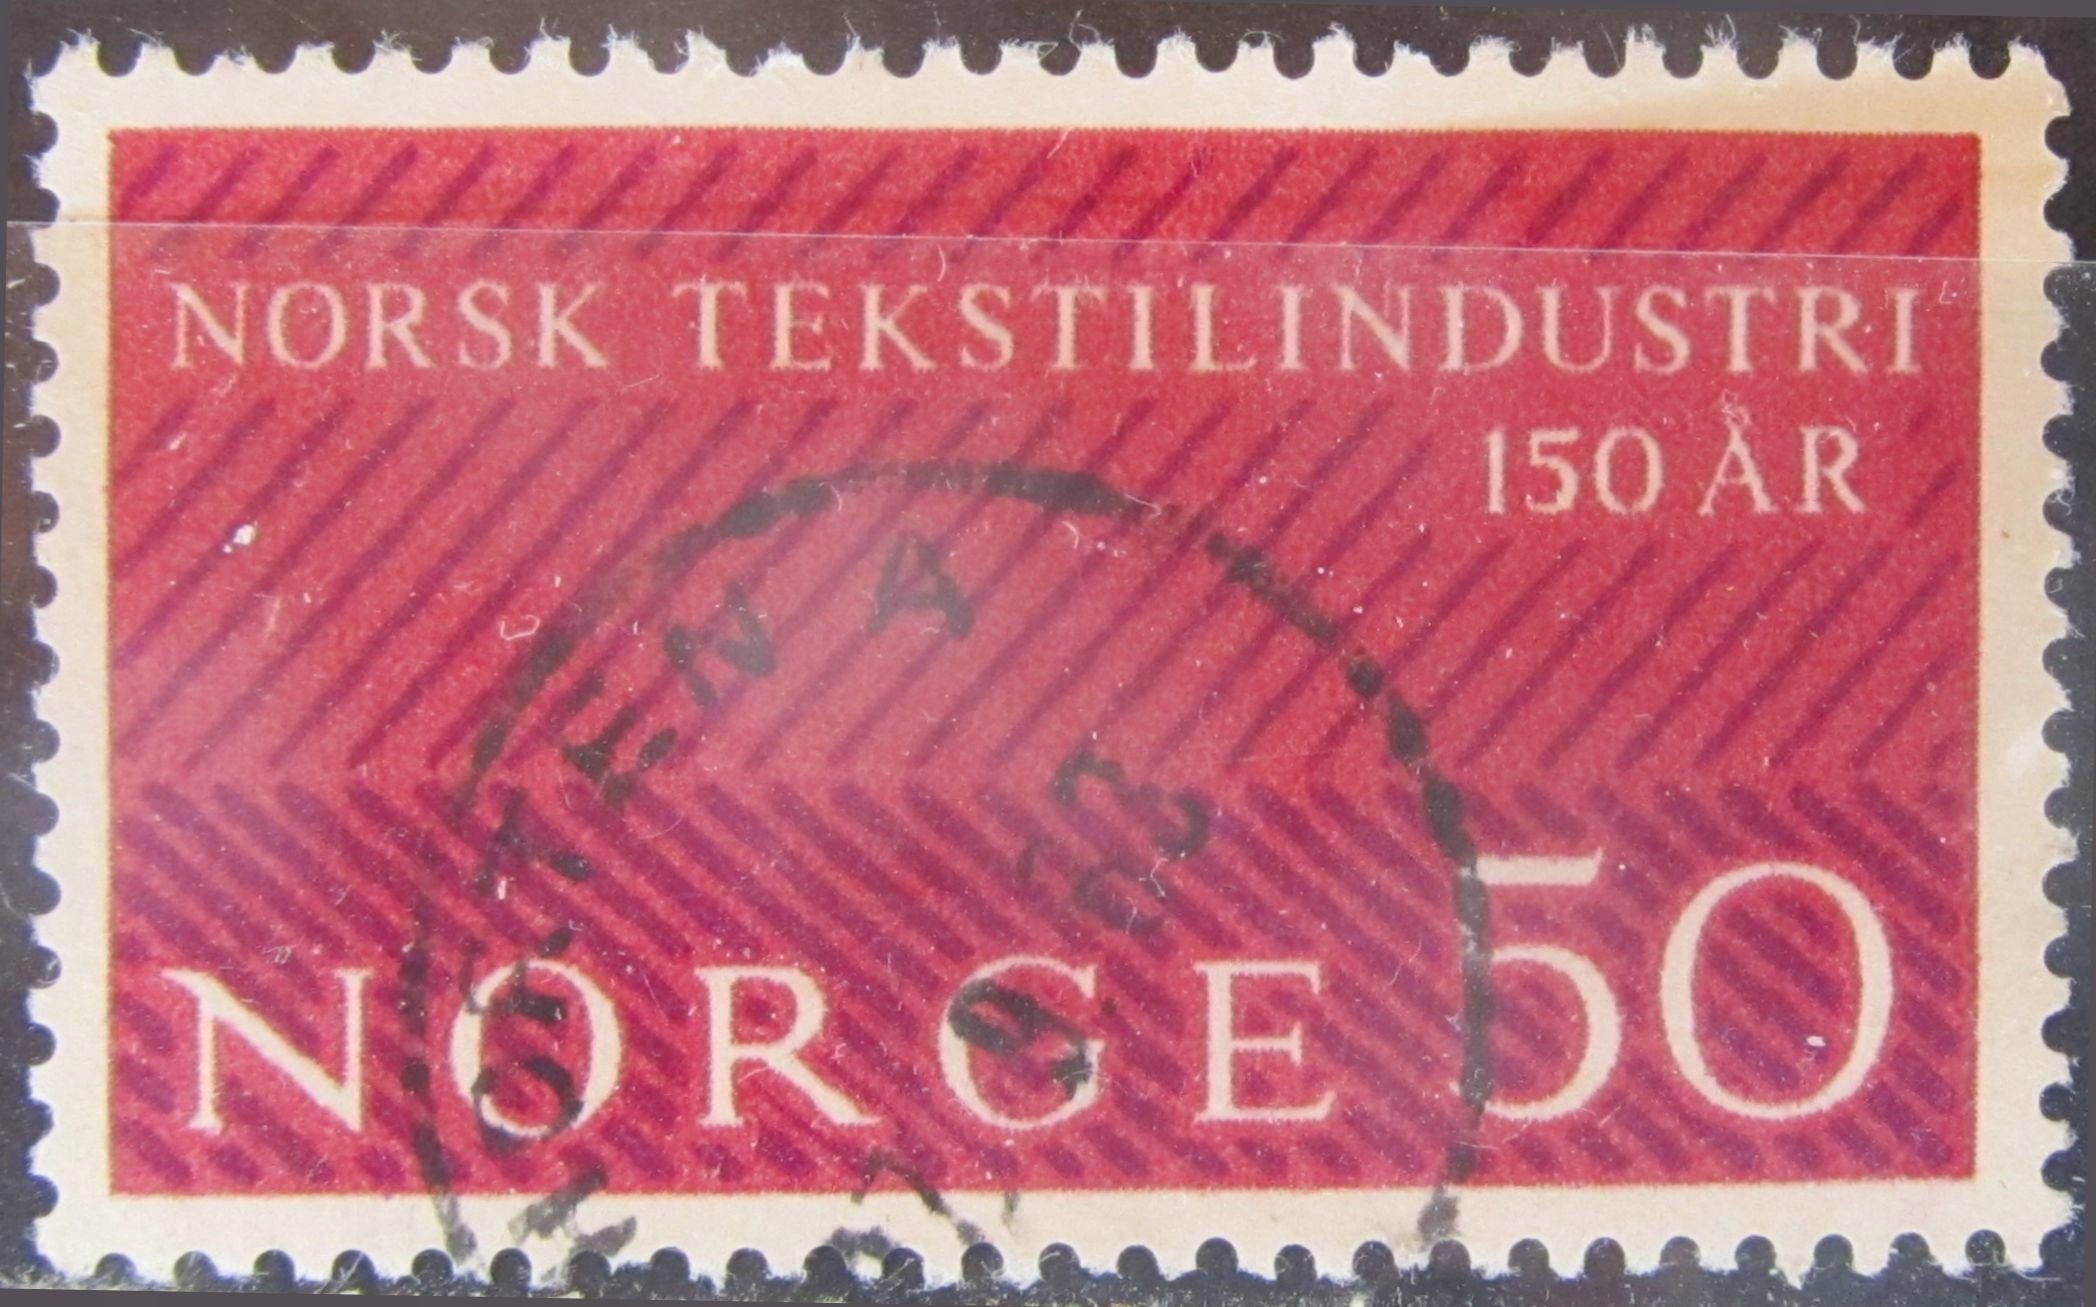 NORSK TEKSTILINDUSTRI
150 ÅR
NORGE 50